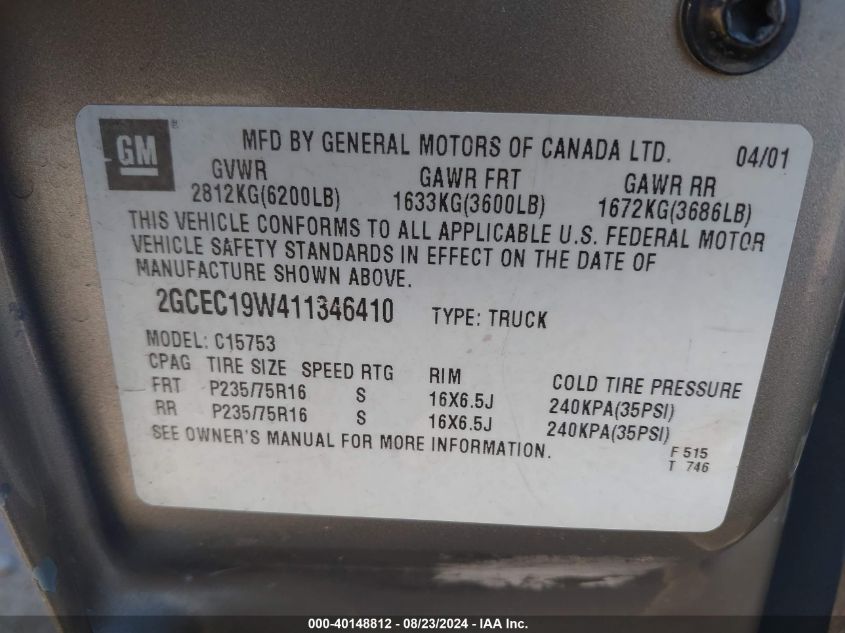 GM
MFD BY GENERAL MOTORS OF CANADA LTD. 04/01
GVWR GAWR FRT GAWR RR
2812KG(6200LB) 1633KG(3600LB) 1672KG(3686LB)
THIS VEHICLE CONFORMS TO ALL APPLICABLE U.S. FEDERAL MOTOR
VEHICLE SAFETY STANDARDS IN EFFECT ON THE DATE OF
MANUFACTURE SHOWN ABOVE.
2GCEC19W411346410 TYPE: TRUCK
MODEL: C15753
CPAG TIRE SIZE SPEED RTG RIM COLD TIRE PRESSURE
FRT P235/75R16 S 16X6.5J 240KPA(35PSI)
RR P235/75R16 S 16X6.5J 240KPA(35PSI)
SEE OWNER'S MANUAL FOR MORE INFORMATION.
F 515
T 746
000-40148812 - 08/23/2024 - IAA Inc.